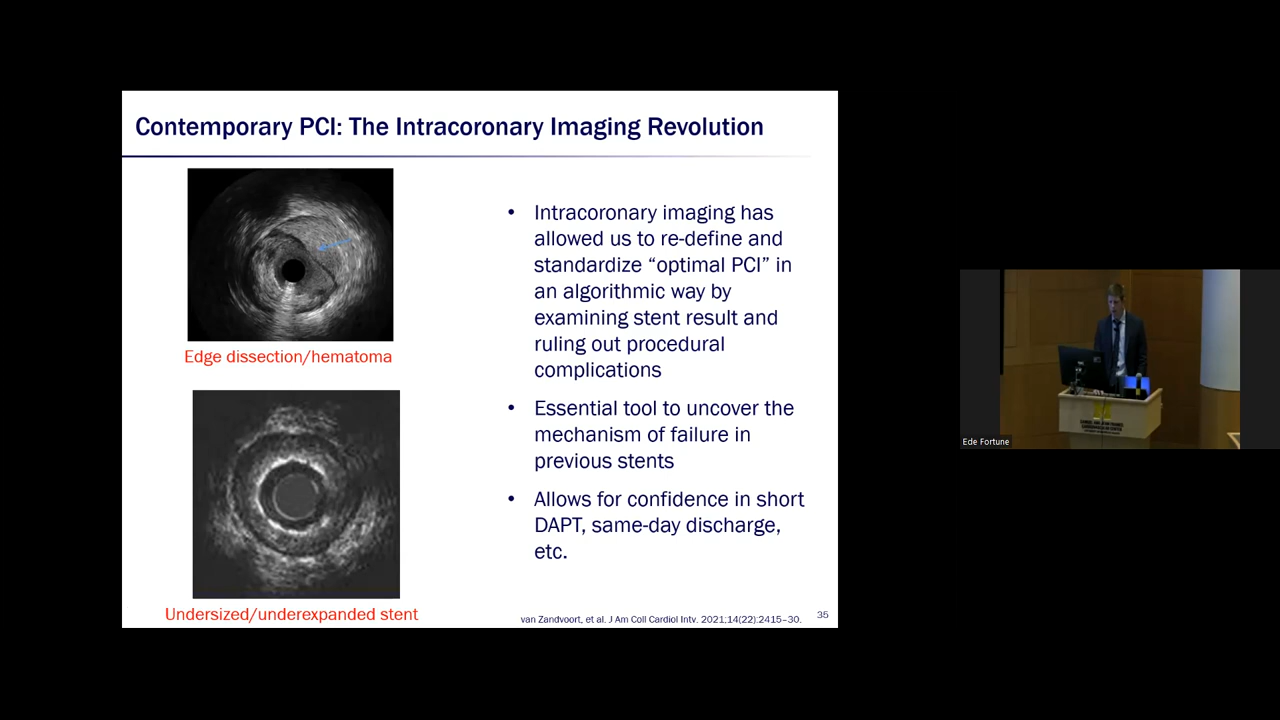 Contemporary PCI: The Intracoronary Imaging Revolution
Edge dissection/hematoma
Undersized/underexpanded stent
• Intracoronary imaging has
allowed us to re-define and
standardize “optimal PCI” in
an algorithmic way by
examining stent result and
ruling out procedural
complications
• Essential tool to uncover the
mechanism of failure in
previous stents
• Allows for confidence in short
DAPT, same-day discharge,
etc.
van Zandvoort, et al. J Am Coll Cardiol Intv. 2021;14(22):2415–30.
35
Ede Fortune